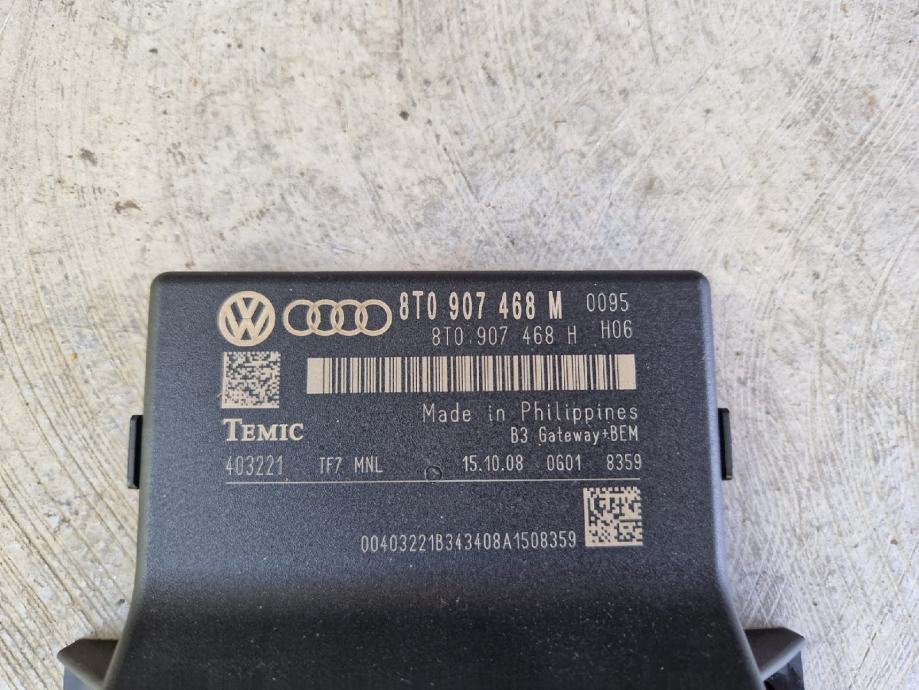 8T0 907 468 M 0095
8T0 907 468 H H06
Made in Philippines
TEMIC B3 Gateway+BEM
403221 TF7 MNL 15.10.08 0G01 8359
00403221B343408A1508359